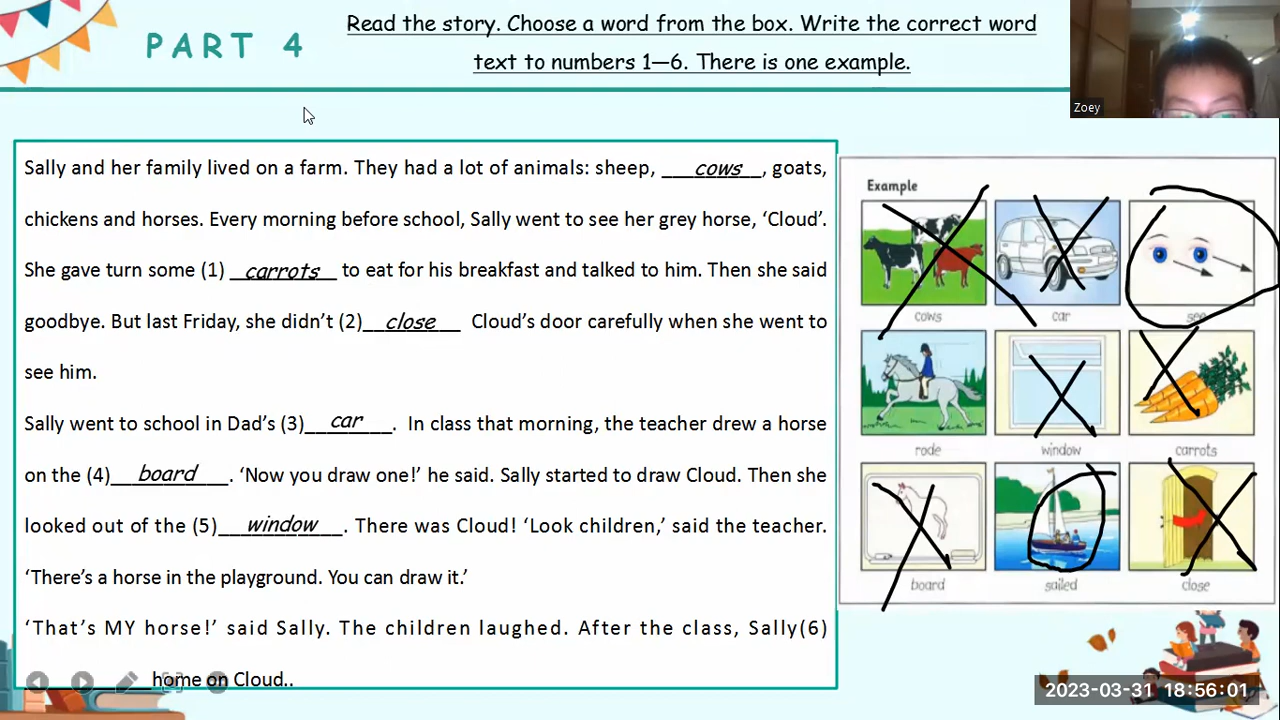 PART 4
Read the story. Choose a word from the box. Write the correct word
text to numbers 1—6. There is one example.
Zoey
Sally and her family lived on a farm. They had a lot of animals: sheep, ___cows__, goats,
chickens and horses. Every morning before school, Sally went to see her grey horse, ‘Cloud’.
She gave turn some (1) _carrots_ to eat for his breakfast and talked to him. Then she said
goodbye. But last Friday, she didn’t (2)__close__ Cloud’s door carefully when she went to
see him.
Sally went to school in Dad’s (3)__car___. In class that morning, the teacher drew a horse
on the (4)__board___. ‘Now you draw one!’ he said. Sally started to draw Cloud. Then she
looked out of the (5)__window__. There was Cloud! ‘Look children,’ said the teacher.
‘There’s a horse in the playground. You can draw it.’
‘That’s MY horse!’ said Sally. The children laughed. After the class, Sally(6)
__________ home on Cloud..
Example
cows car see
rode window carrots
board sailed close
2023-03-31 18:56:01